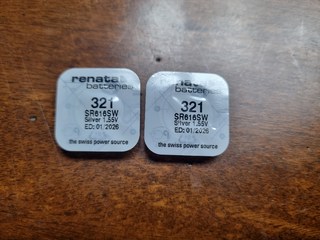 renata
batteries
321
SR616SW
Silver 1.55V
ED: 01/2026
the swiss power source
batteries
321
SR616SW
Silver 1.55V
ED: 01/2026
the swiss power source